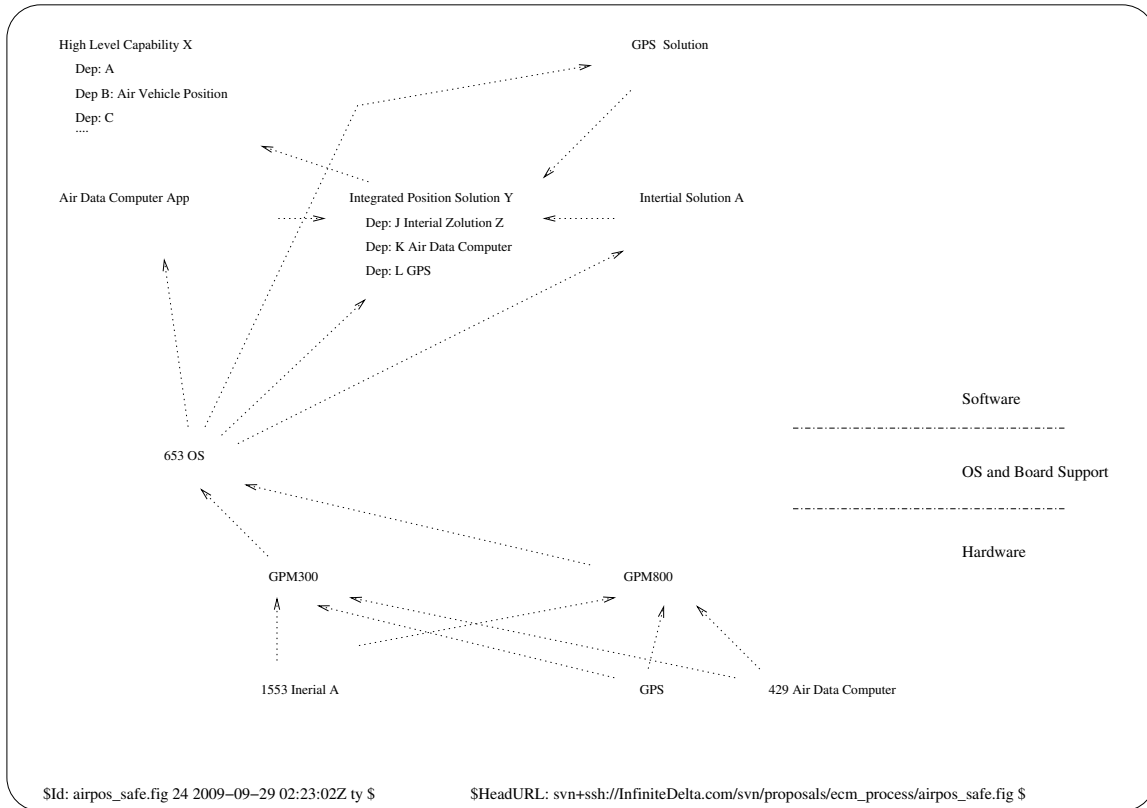 High Level Capability X
Dep: A
Dep B: Air Vehicle Position
Dep: C
....
GPS Solution
Air Data Computer App
Integrated Position Solution Y
Dep: J Interial Zolution Z
Dep: K Air Data Computer
Dep: L GPS
Intertial Solution A
Software
653 OS
OS and Board Support
Hardware
GPM300
GPM800
1553 Inerial A
GPS
429 Air Data Computer
$Id: airpos_safe.fig 24 2009−09−29 02:23:02Z ty $
$HeadURL: svn+ssh://InfiniteDelta.com/svn/proposals/ecm_process/airpos_safe.fig $